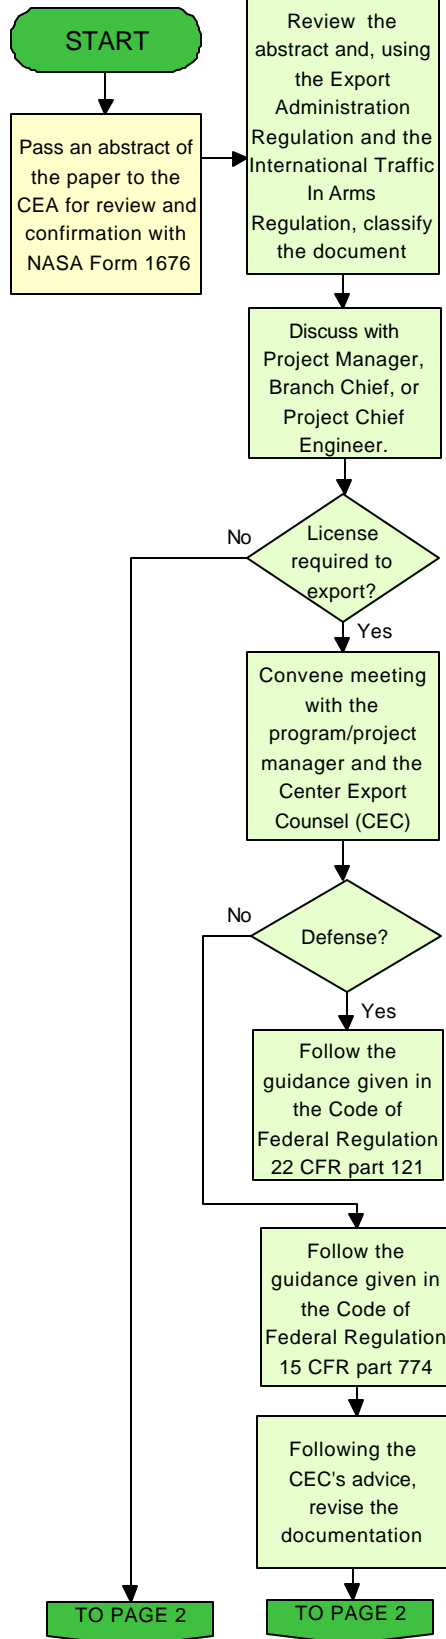 START
Pass an abstract of
the paper to the
CEA for review and
confirmation with
NASA Form 1676
Review the
abstract and, using
the Export
Administration
Regulation and the
International Traffic
In Arms
Regulation, classify
the document
Discuss with
Project Manager,
Branch Chief, or
Project Chief
Engineer.
License
required to
export?
No
Yes
Convene meeting
with the
program/project
manager and the
Center Export
Counsel (CEC)
Defense?
No
Yes
Follow the
guidance given in
the Code of
Federal Regulation
22 CFR part 121
Follow the
guidance given in
the Code of
Federal Regulation
15 CFR part 774
Following the
CEC's advice,
revise the
documentation
TO PAGE 2
TO PAGE 2